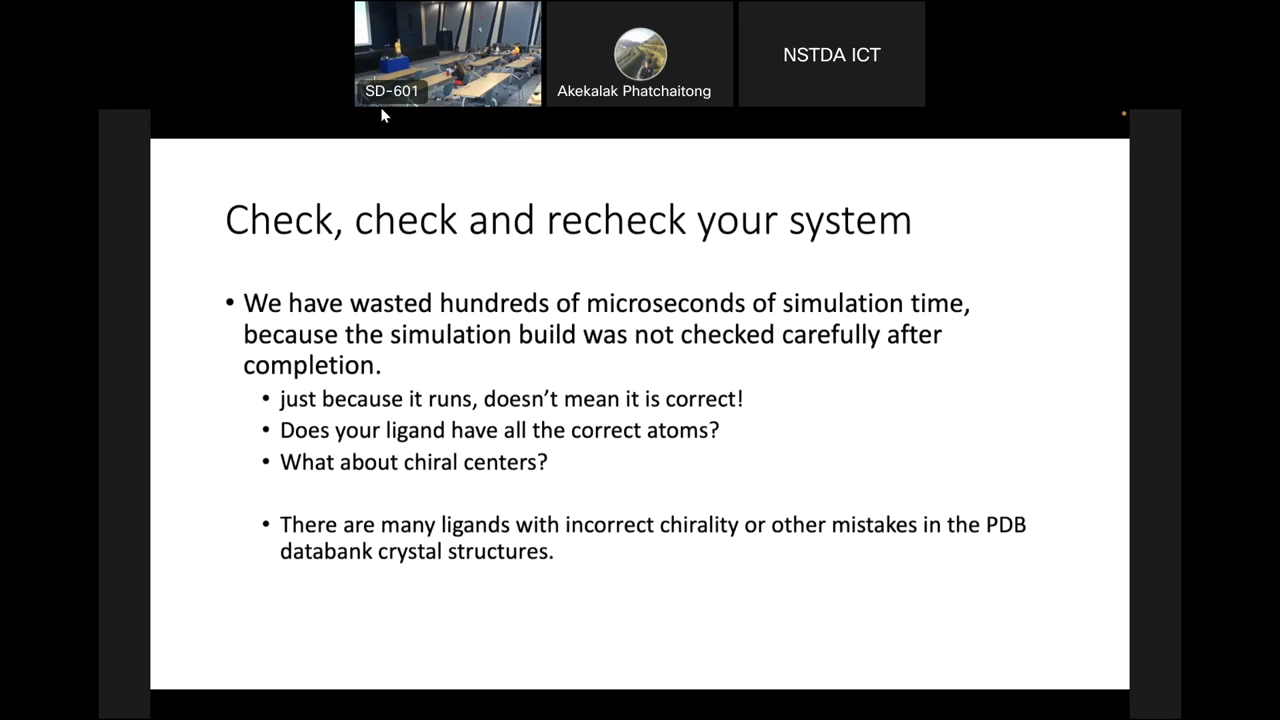 SD-601
Akekalak Phatchaitong
NSTDA ICT
Check, check and recheck your system
• We have wasted hundreds of microseconds of simulation time,
because the simulation build was not checked carefully after
completion.
• just because it runs, doesn't mean it is correct!
• Does your ligand have all the correct atoms?
• What about chiral centers?
• There are many ligands with incorrect chirality or other mistakes in the PDB
databank crystal structures.